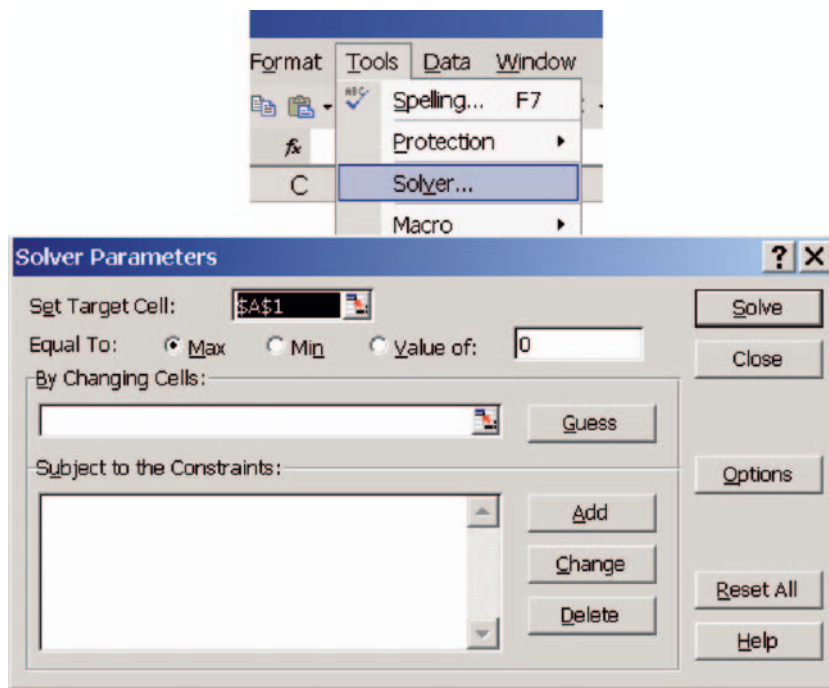 Format Tools Data Window
ABC Spelling... F7
fx Protection
C Solver...
Macro
Solver Parameters ? X
Set Target Cell: $A$1 Solve
Equal To: Max Min Value of: 0
Close
By Changing Cells:
Guess
Subject to the Constraints:
Options
Add
Change
Reset All
Delete
Help